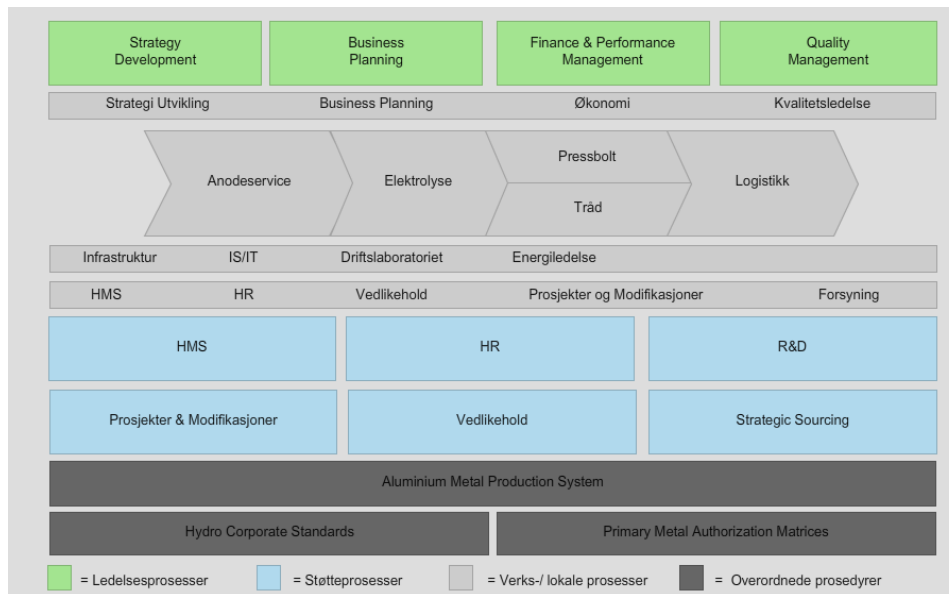 Strategy
Development
Business
Planning
Finance & Performance
Management
Quality
Management
Strategi Utvikling Business Planning Økonomi Kvalitetsledelse
Anodeservice
Elektrolyse
Pressbolt
Tråd
Logistikk
Infrastruktur IS/IT Driftslaboratoriet Energiledelse
HMS HR Vedlikehold Prosjekter og Modifikasjoner Forsyning
HMS HR R&D
Prosjekter & Modifikasjoner Vedlikehold Strategic Sourcing
Aluminium Metal Production System
Hydro Corporate Standards Primary Metal Authorization Matrices
= Ledelsesprosesser = Støtteprosesser = Verks-/ lokale prosesser = Overordnede prosedyrer